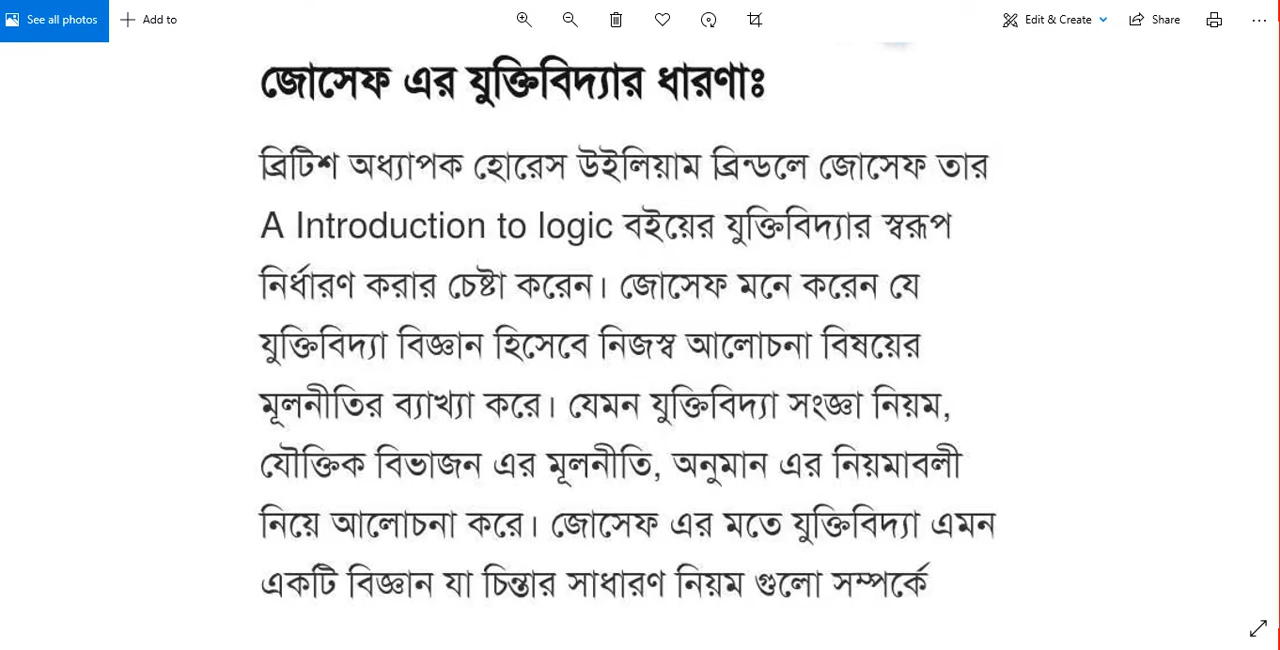 See all photos Add to Edit & Create Share
জোসেফ এর যুক্তিবিদ্যার ধারণাঃ
ব্রিটিশ অধ্যাপক হোরেস উইলিয়াম ব্রিন্ডলে জোসেফ তার
A Introduction to logic বইয়ের যুক্তিবিদ্যার স্বরূপ
নির্ধারণ করার চেষ্টা করেন। জোসেফ মনে করেন যে
যুক্তিবিদ্যা বিজ্ঞান হিসেবে নিজস্ব আলোচনা বিষয়ের
মূলনীতির ব্যাখ্যা করে। যেমন যুক্তিবিদ্যা সংজ্ঞা নিয়ম,
যৌক্তিক বিভাজন এর মূলনীতি, অনুমান এর নিয়মাবলী
নিয়ে আলোচনা করে। জোসেফ এর মতে যুক্তিবিদ্যা এমন
একটি বিজ্ঞান যা চিন্তার সাধারণ নিয়ম গুলো সম্পর্কে